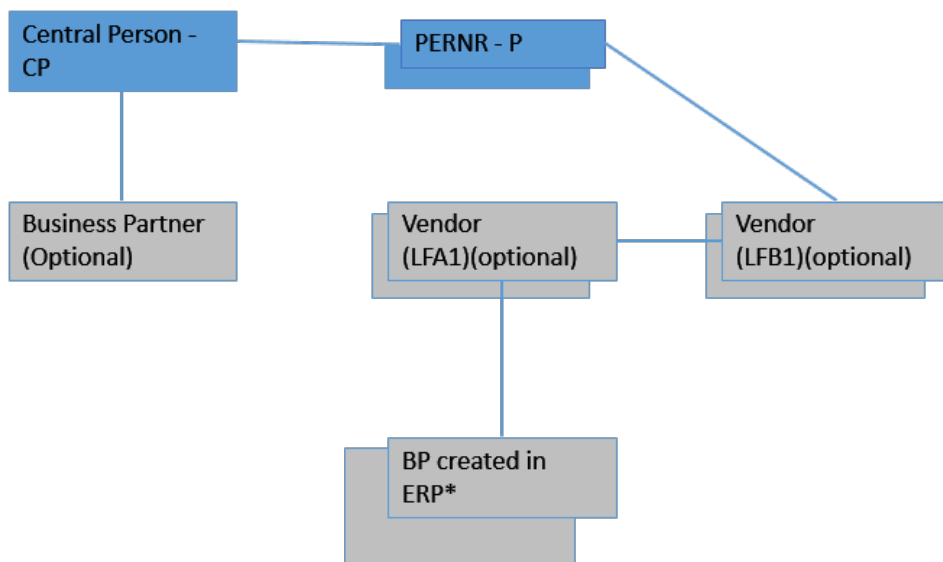 Central Person -
CP
PERNR - P
Business Partner
(Optional)
Vendor
(LFA1)(optional)
Vendor
(LFB1)(optional)
BP created in
ERP*